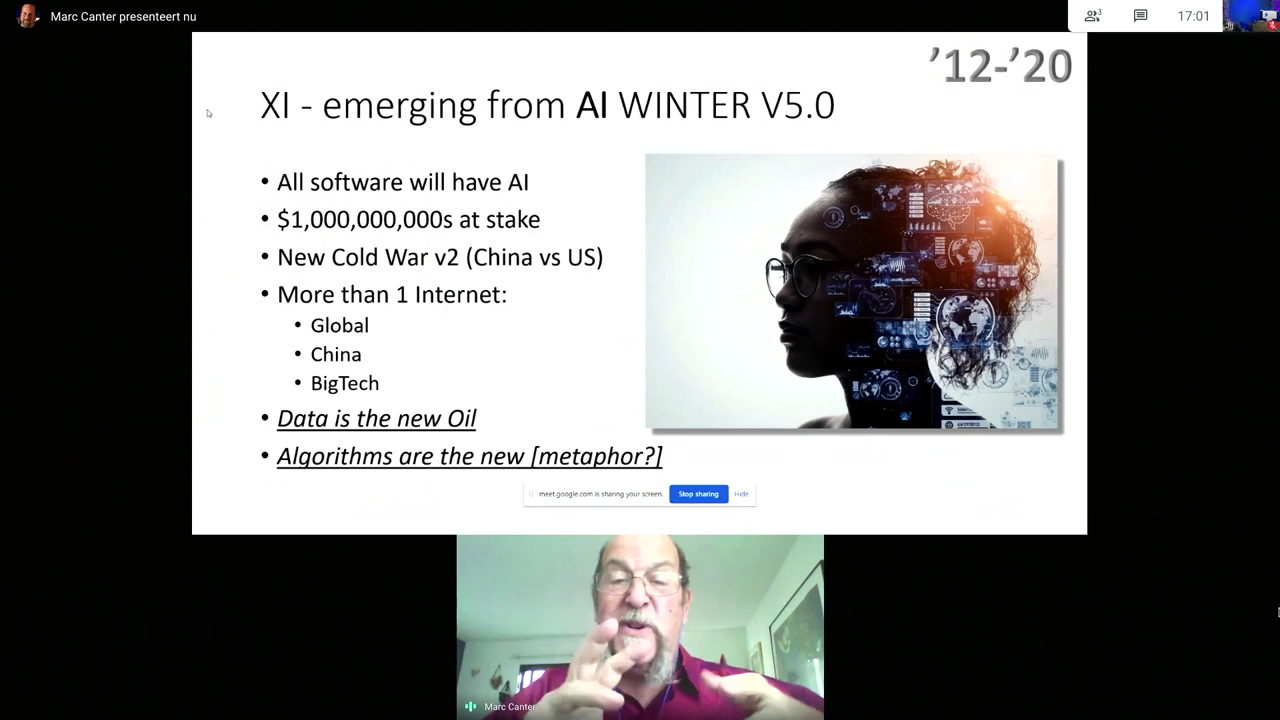 Marc Canter presenteert nu
3
17:01
'12-'20
XI - emerging from AI WINTER V5.0
• All software will have AI
• $1,000,000,000s at stake
• New Cold War v2 (China vs US)
• More than 1 Internet:
• Global
• China
• BigTech
• Data is the new Oil
• Algorithms are the new [metaphor?]
meet.google.com is sharing your screen. Stop sharing Hide
Marc Canter